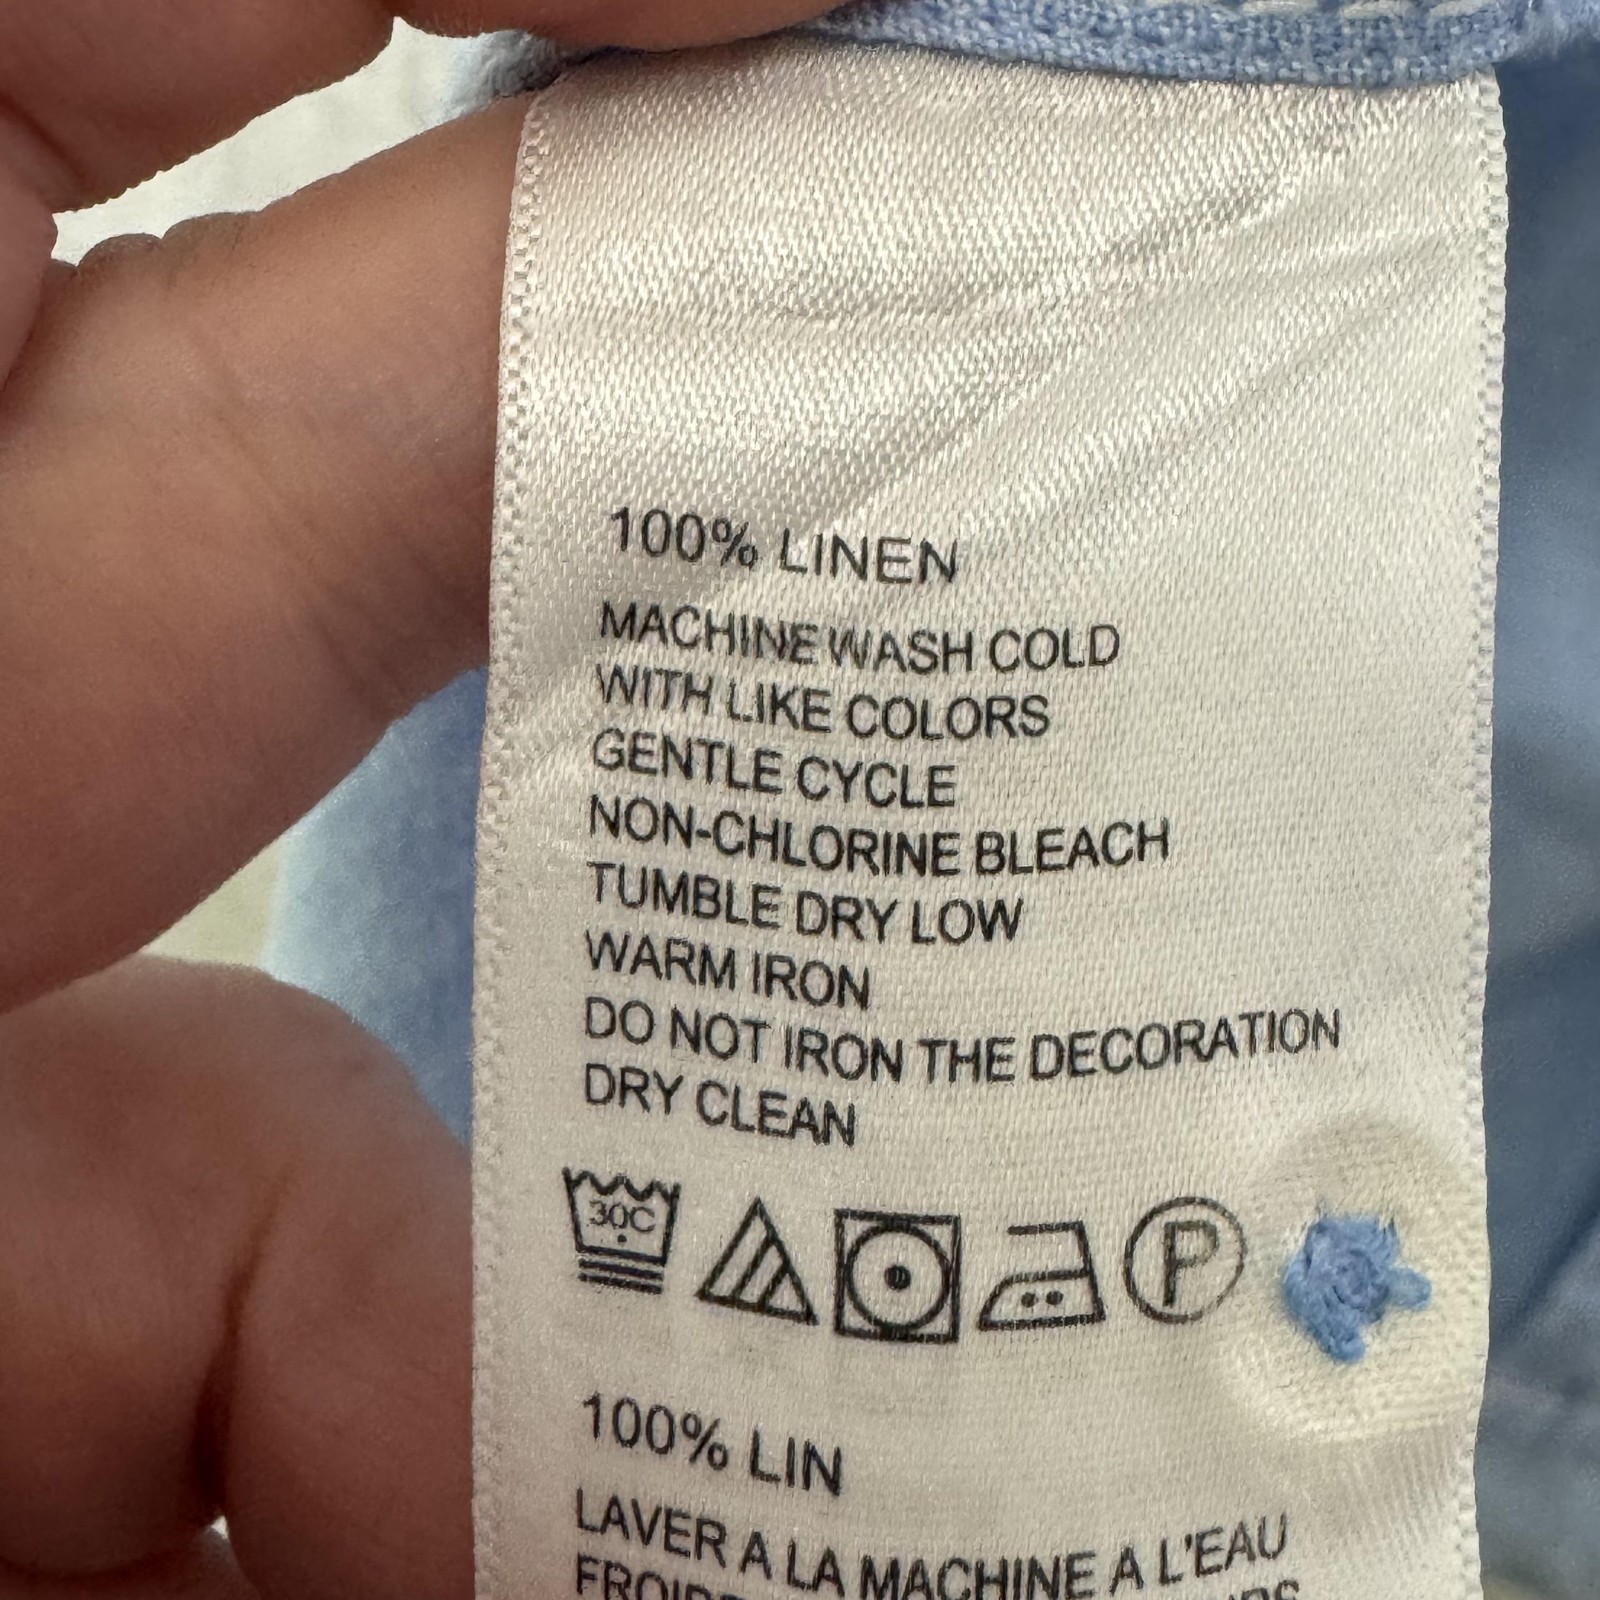 100% LINEN
MACHINE WASH COLD
WITH LIKE COLORS
GENTLE CYCLE
NON-CHLORINE BLEACH
TUMBLE DRY LOW
WARM IRON
DO NOT IRON THE DECORATION
DRY CLEAN
30C P
100% LIN
LAVER A LA MACHINE A L'EAU